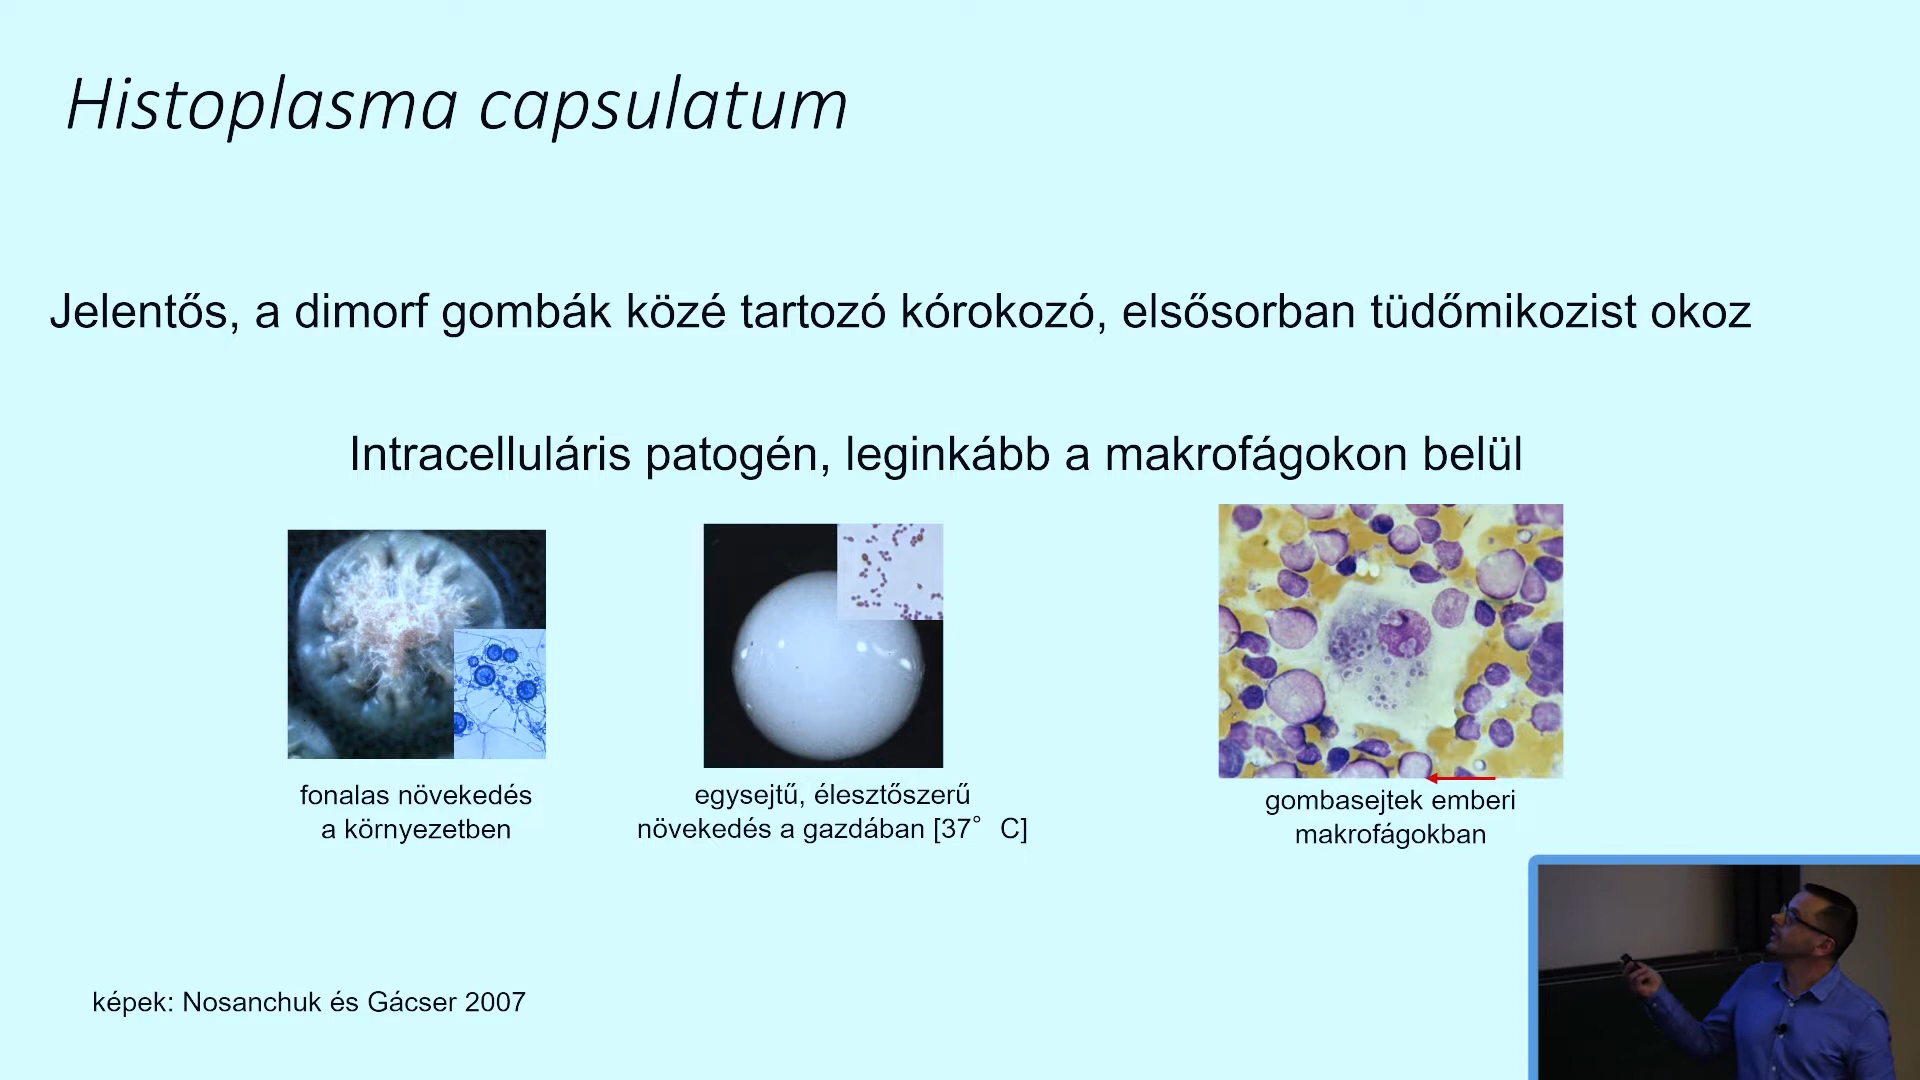 Histoplasma capsulatum
Jelentős, a dimorf gombák közé tartozó kórokozó, elsősorban tüdőmikozist okoz
Intracelluláris patogén, leginkább a makrofágokon belül
fonalas növekedés
a környezetben
egysejtű, élesztőszerű
növekedés a gazdában [37° C]
gombasejtek emberi
makrofágokban
képek: Nosanchuk és Gácser 2007